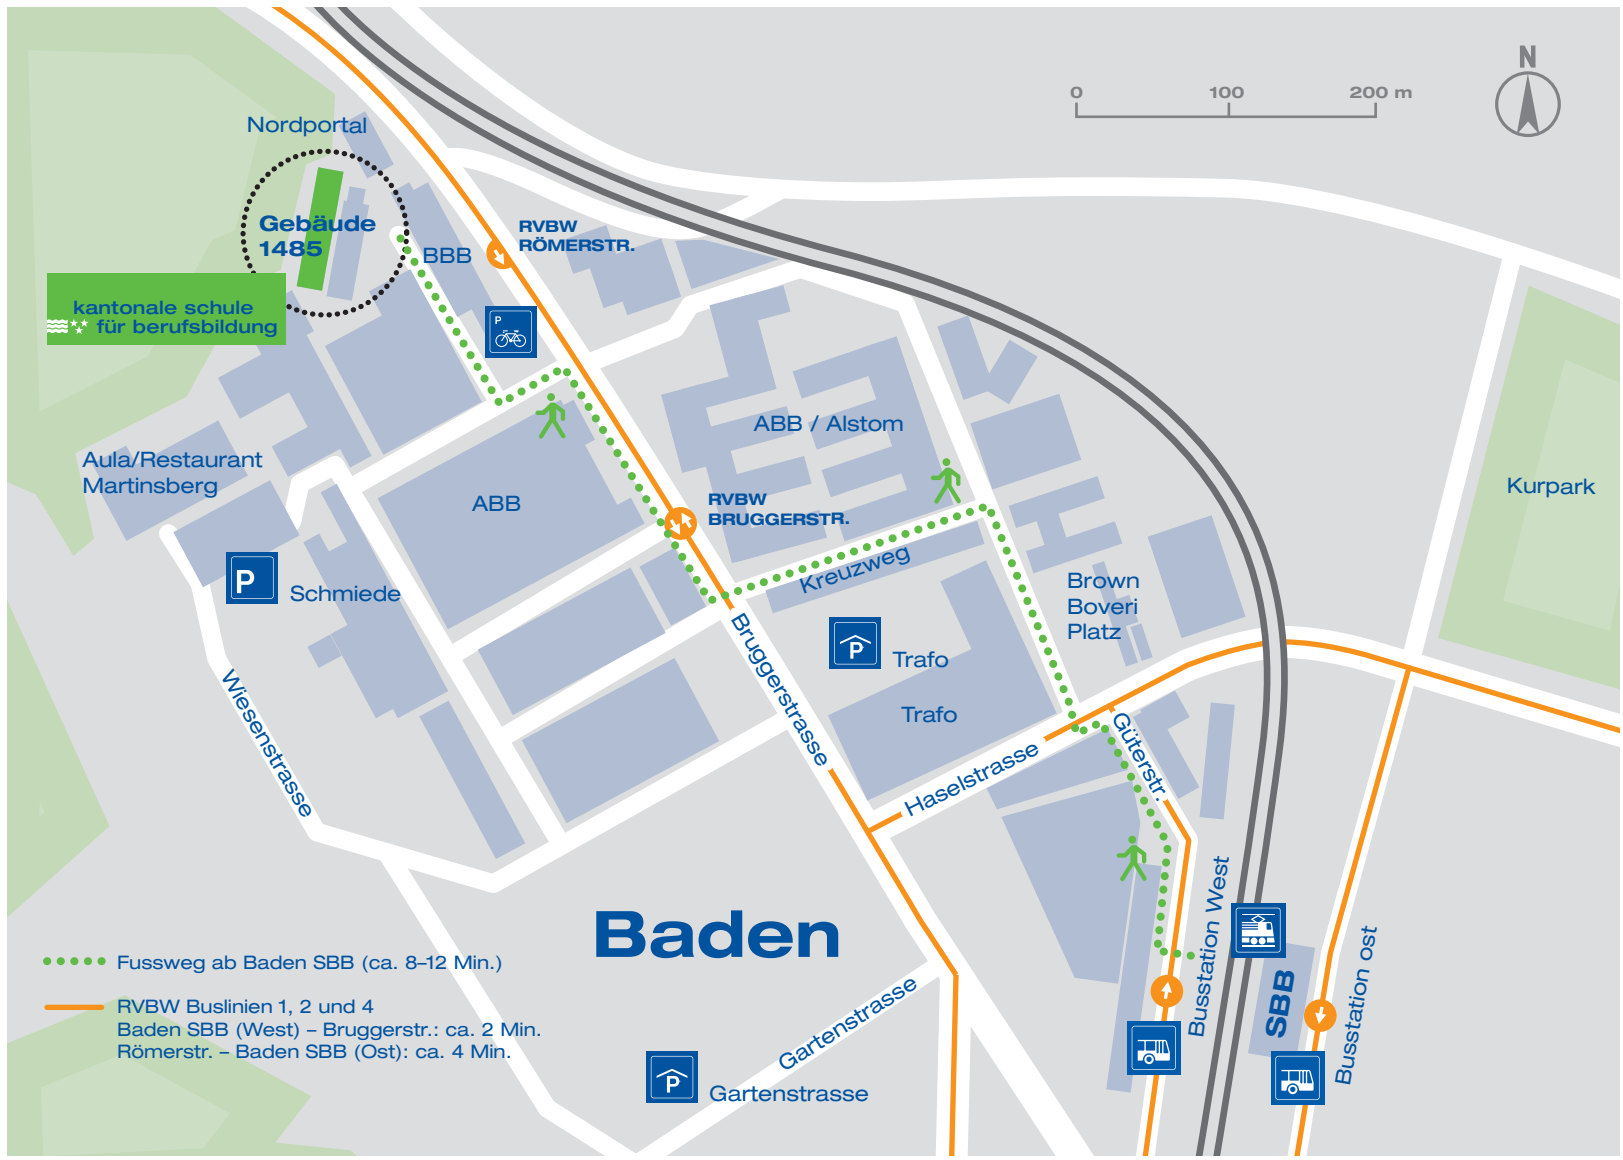 N
0 100 200 m
Nordportal
Gebäude
1485
BBB
RVBW
RÖMERSTR.
kantonale schule
für berufsbildung
P
ABB / Alstom
Aula/Restaurant
Martinsberg
ABB
RVBW
BRUGGERSTR.
Kurpark
Kreuzweg
P
Schmiede
Brown
Boveri
Platz
P
Trafo
Trafo
Bruggerstrasse
Wiesenstrasse
Güterstr.
Haselstrasse
Baden
Busstation West
SBB
Busstation ost
Fussweg ab Baden SBB (ca. 8–12 Min.)
RVBW Buslinien 1, 2 und 4
Baden SBB (West) – Bruggerstr.: ca. 2 Min.
Römerstr. – Baden SBB (Ost): ca. 4 Min.
Gartenstrasse
P
Gartenstrasse